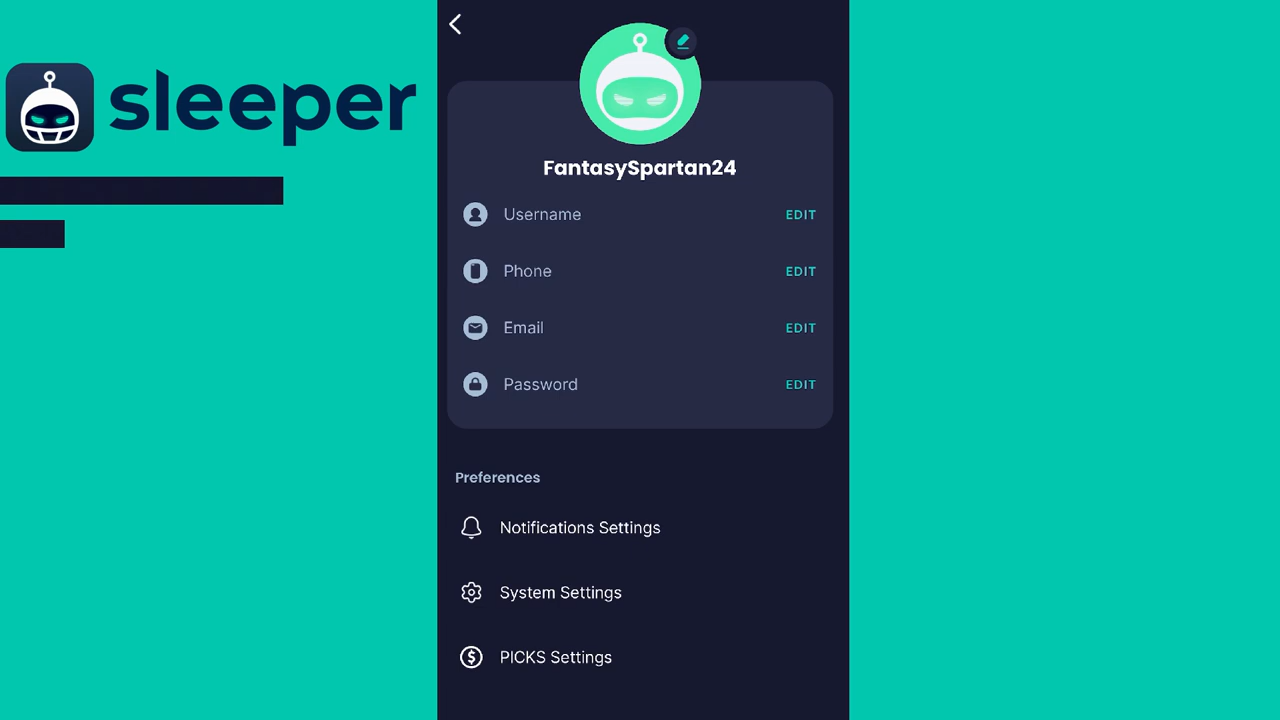 sleeper
FantasySpartan24
Username EDIT
Phone EDIT
Email EDIT
Password EDIT
Preferences
Notifications Settings
System Settings
PICKS Settings